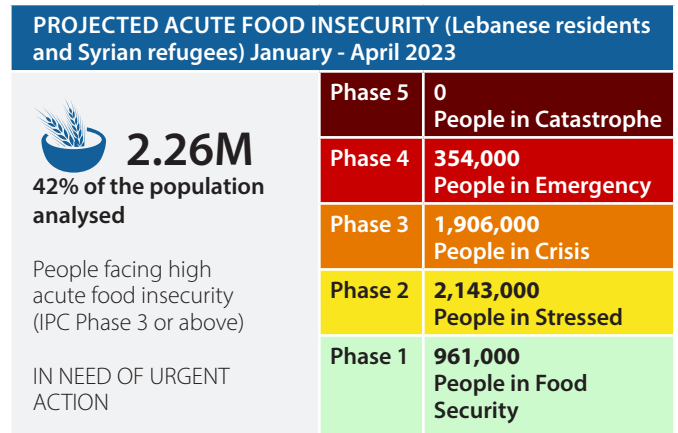 PROJECTED ACUTE FOOD INSECURITY (Lebanese residents
and Syrian refugees) January - April 2023
2.26M
42% of the population
analysed
People facing high
acute food insecurity
(IPC Phase 3 or above)
IN NEED OF URGENT
ACTION
Phase 5 0
People in Catastrophe
Phase 4 354,000
People in Emergency
Phase 3 1,906,000
People in Crisis
Phase 2 2,143,000
People in Stressed
Phase 1 961,000
People in Food
Security